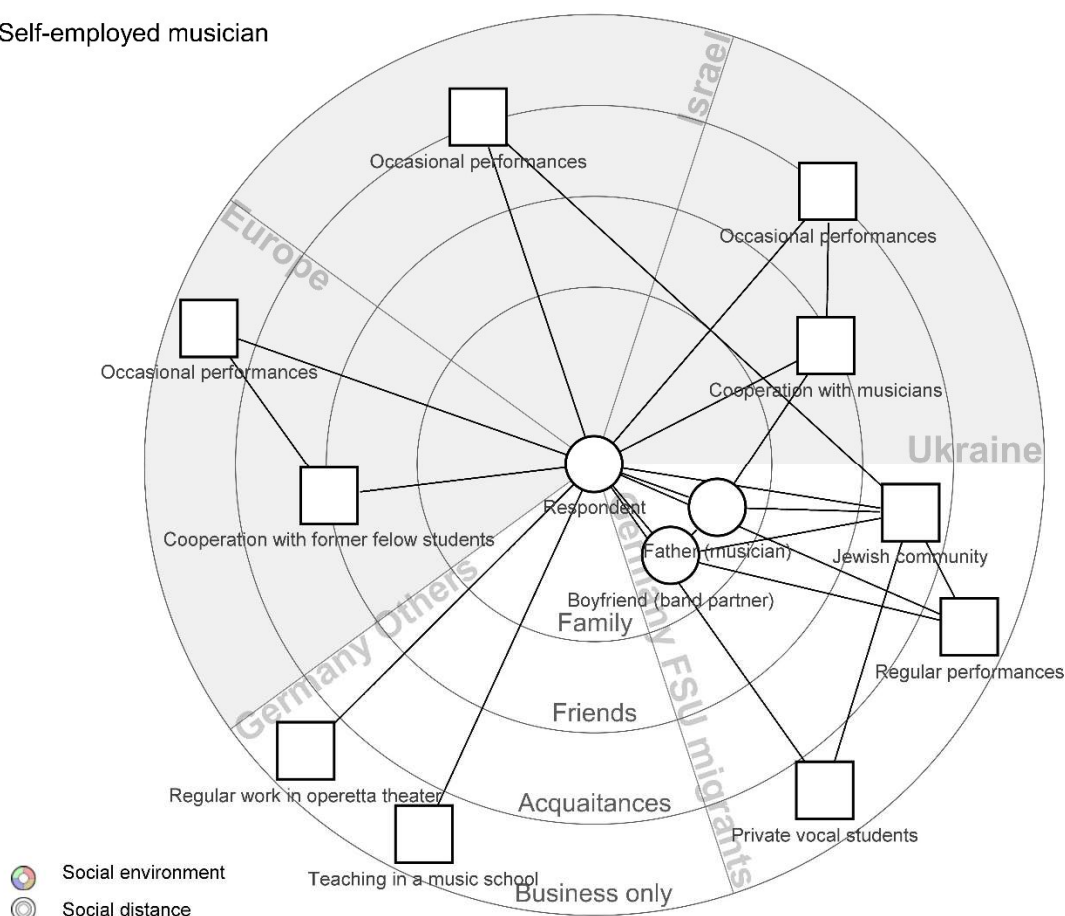 Self-employed musician
Israel
Occasional performances
Occasional performances
Europe
Occasional performances
Cooperation with musicians
Ukraine
Respondent
Cooperation with former felow students
Father (musician)
Jewish community
Boyfriend (band partner)
Family
Germany Others
Germany FSU migrants
Regular performances
Friends
Regular work in operetta theater
Acquaitances
Private vocal students
Teaching in a music school
Business only
Social environment
Social distance